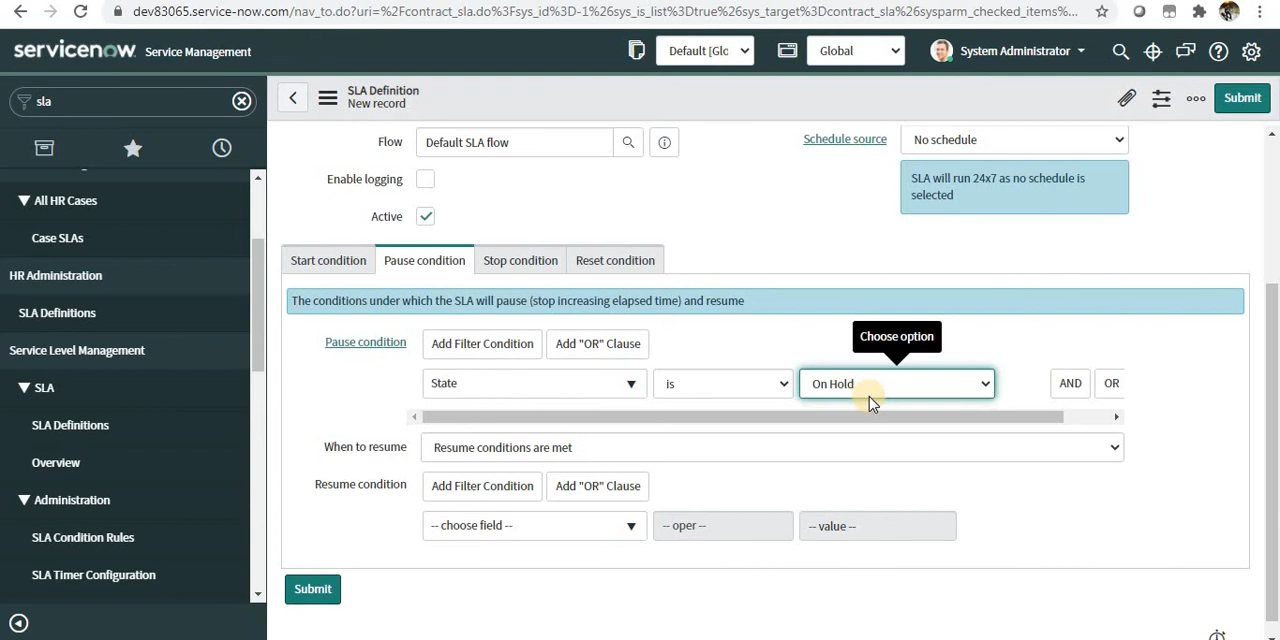 dev83065.service-now.com/nav_to.do?uri=%2Fcontract_sla.do%3Fsys_id%3D-1%26sys_is_list%3Dtrue%26sys_target%3Dcontract_sla%26sysparm_checked_items%...
servicenow Service Management
Default [Glo
Global
System Administrator
sla
SLA Definition
New record
Submit
Flow
Default SLA flow
Schedule source
No schedule
SLA will run 24x7 as no schedule is
selected
Enable logging
Active
All HR Cases
Case SLAs
HR Administration
SLA Definitions
Service Level Management
SLA
SLA Definitions
Overview
Administration
SLA Condition Rules
SLA Timer Configuration
Start condition
Pause condition
Stop condition
Reset condition
The conditions under which the SLA will pause (stop increasing elapsed time) and resume
Choose option
Pause condition
Add Filter Condition
Add "OR" Clause
State
is
On Hold
AND
OR
When to resume
Resume conditions are met
Resume condition
Add Filter Condition
Add "OR" Clause
-- choose field --
-- oper --
-- value --
Submit